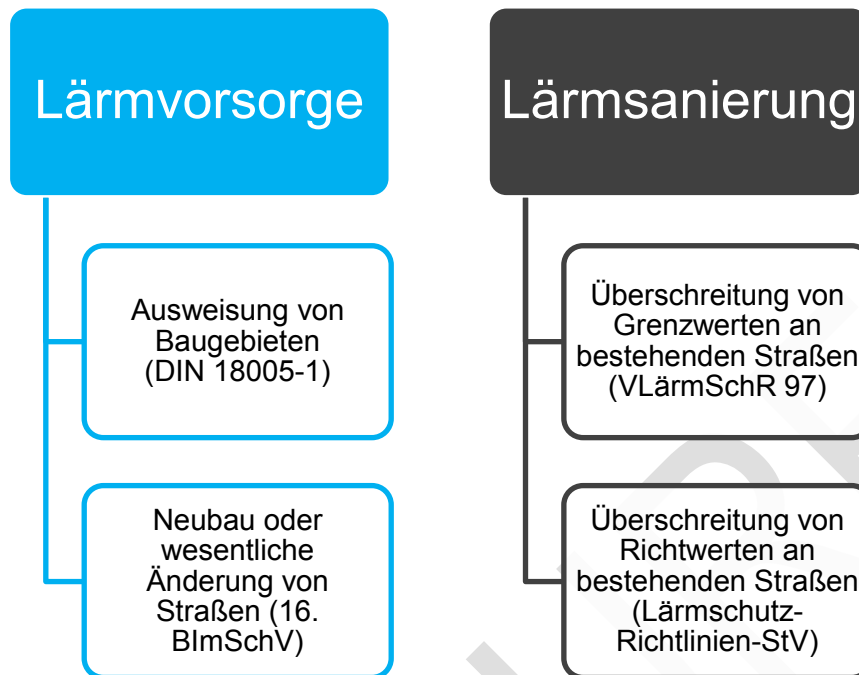 Lärmvorsorge
Ausweisung von
Baugebieten
(DIN 18005-1)
Neubau oder
wesentliche
Änderung von
Straßen (16.
BImSchV)
Lärmsanierung
Überschreitung von
Grenzwerten an
bestehenden Straßen
(VLärmSchR 97)
Überschreitung von
Richtwerten an
bestehenden Straßen
(Lärmschutz-
Richtlinien-StV)